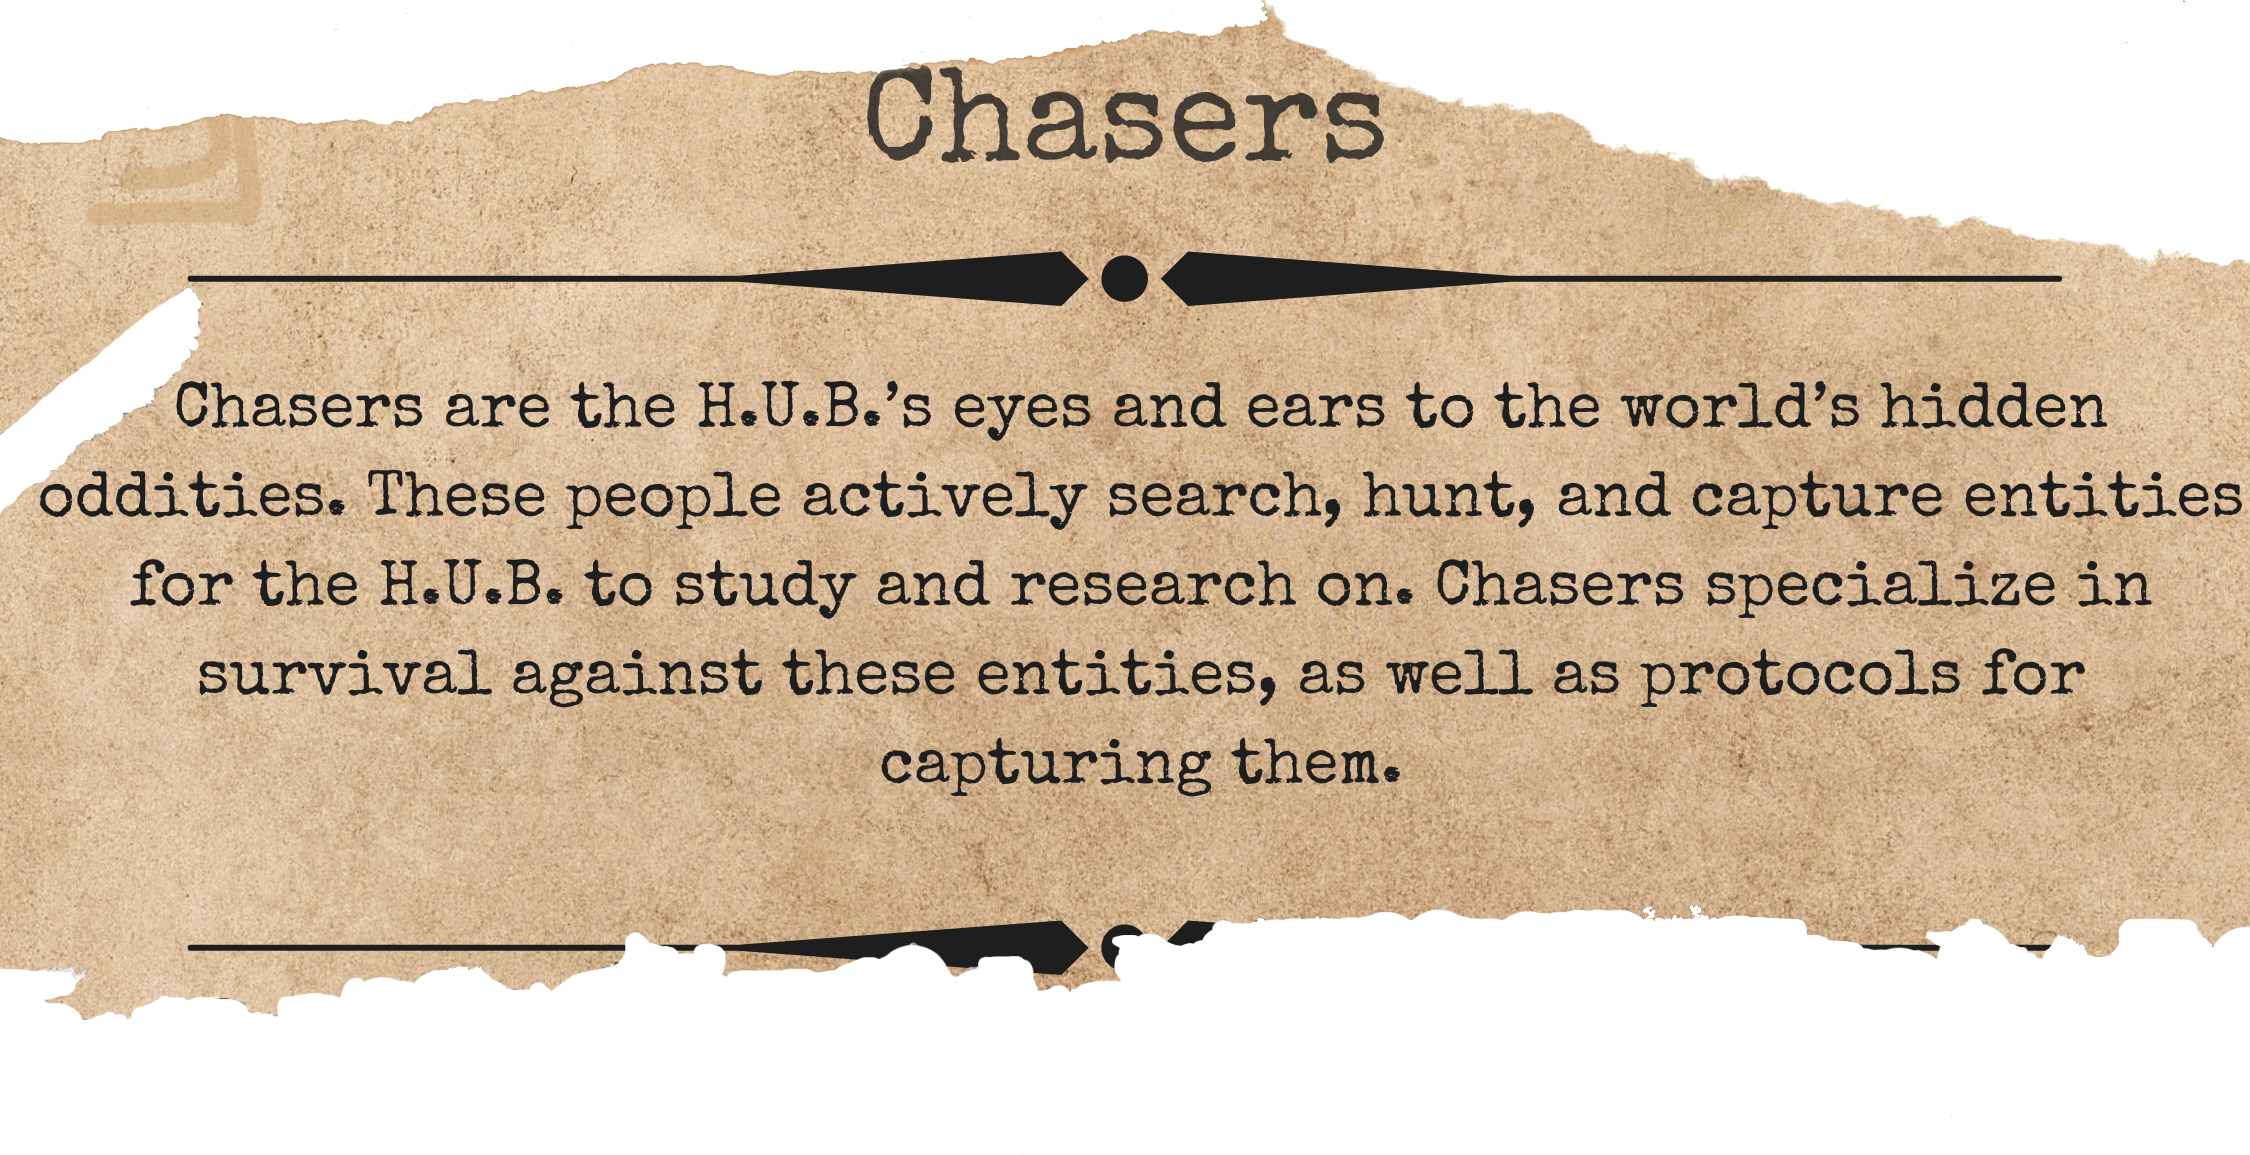 Chasers
Chasers are the H.U.B.’s eyes and ears to the world’s hidden
oddities. These people actively search, hunt, and capture entities
for the H.U.B. to study and research on. Chasers specialize in
survival against these entities, as well as protocols for
capturing them.